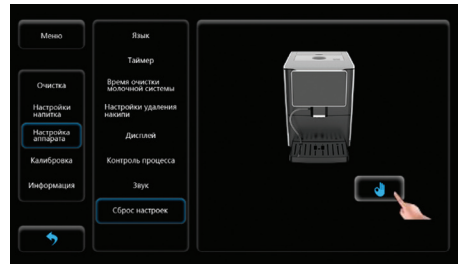 Меню
Очистка
Настройки
напитка
Настройка
аппарата
Калибровка
Информация
Язык
Таймер
Время очистки
молочной системы
Настройки удаления
накипи
Дисплей
Контроль процесса
Звук
Сброс настроек